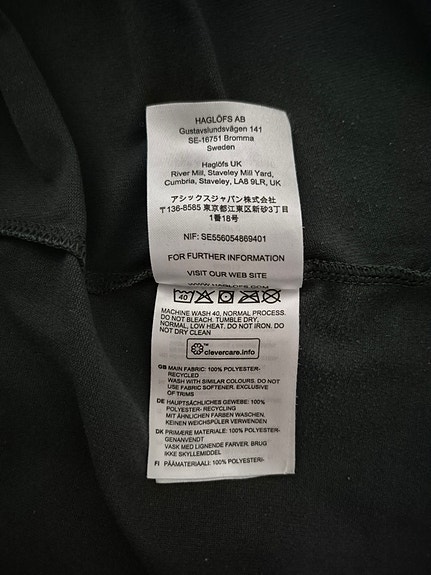 HAGLÖFS AB
Gustavslundsvägen 141
SE-16751 Bromma
Sweden
Haglöfs UK
River Mill, Staveley Mill Yard,
Cumbria, Staveley, LA8 9LR, UK
アシックスジャパン株式会社
〒136-8585 東京都江東区新砂3丁目
1番18号
NIF: SE556054869401
FOR FURTHER INFORMATION
VISIT OUR WEB SITE
WWW.HAGLOFS.COM
40
MACHINE WASH 40, NORMAL PROCESS.
DO NOT BLEACH. TUMBLE DRY,
NORMAL, LOW HEAT. DO NOT IRON. DO
NOT DRY CLEAN
TM
clevercare.info
GB MAIN FABRIC: 100% POLYESTER-
RECYCLED
WASH WITH SIMILAR COLOURS. DO NOT
USE FABRIC SOFTENER. EXCLUSIVE
OF TRIMS
DE HAUPTSÄCHLICHES GEWEBE: 100%
POLYESTER- RECYCLING
MIT ÄHNLICHEN FARBEN WASCHEN,
KEINEN WEICHSPÜLER VERWENDEN
DK PRIMÆRE MATERIALE: 100% POLYESTER-
GENANVENDT
VASK MED LIGNENDE FARVER. BRUG
IKKE SKYLLEMIDDEL
FI PÄÄMATERIAALI: 100% POLYESTERI-